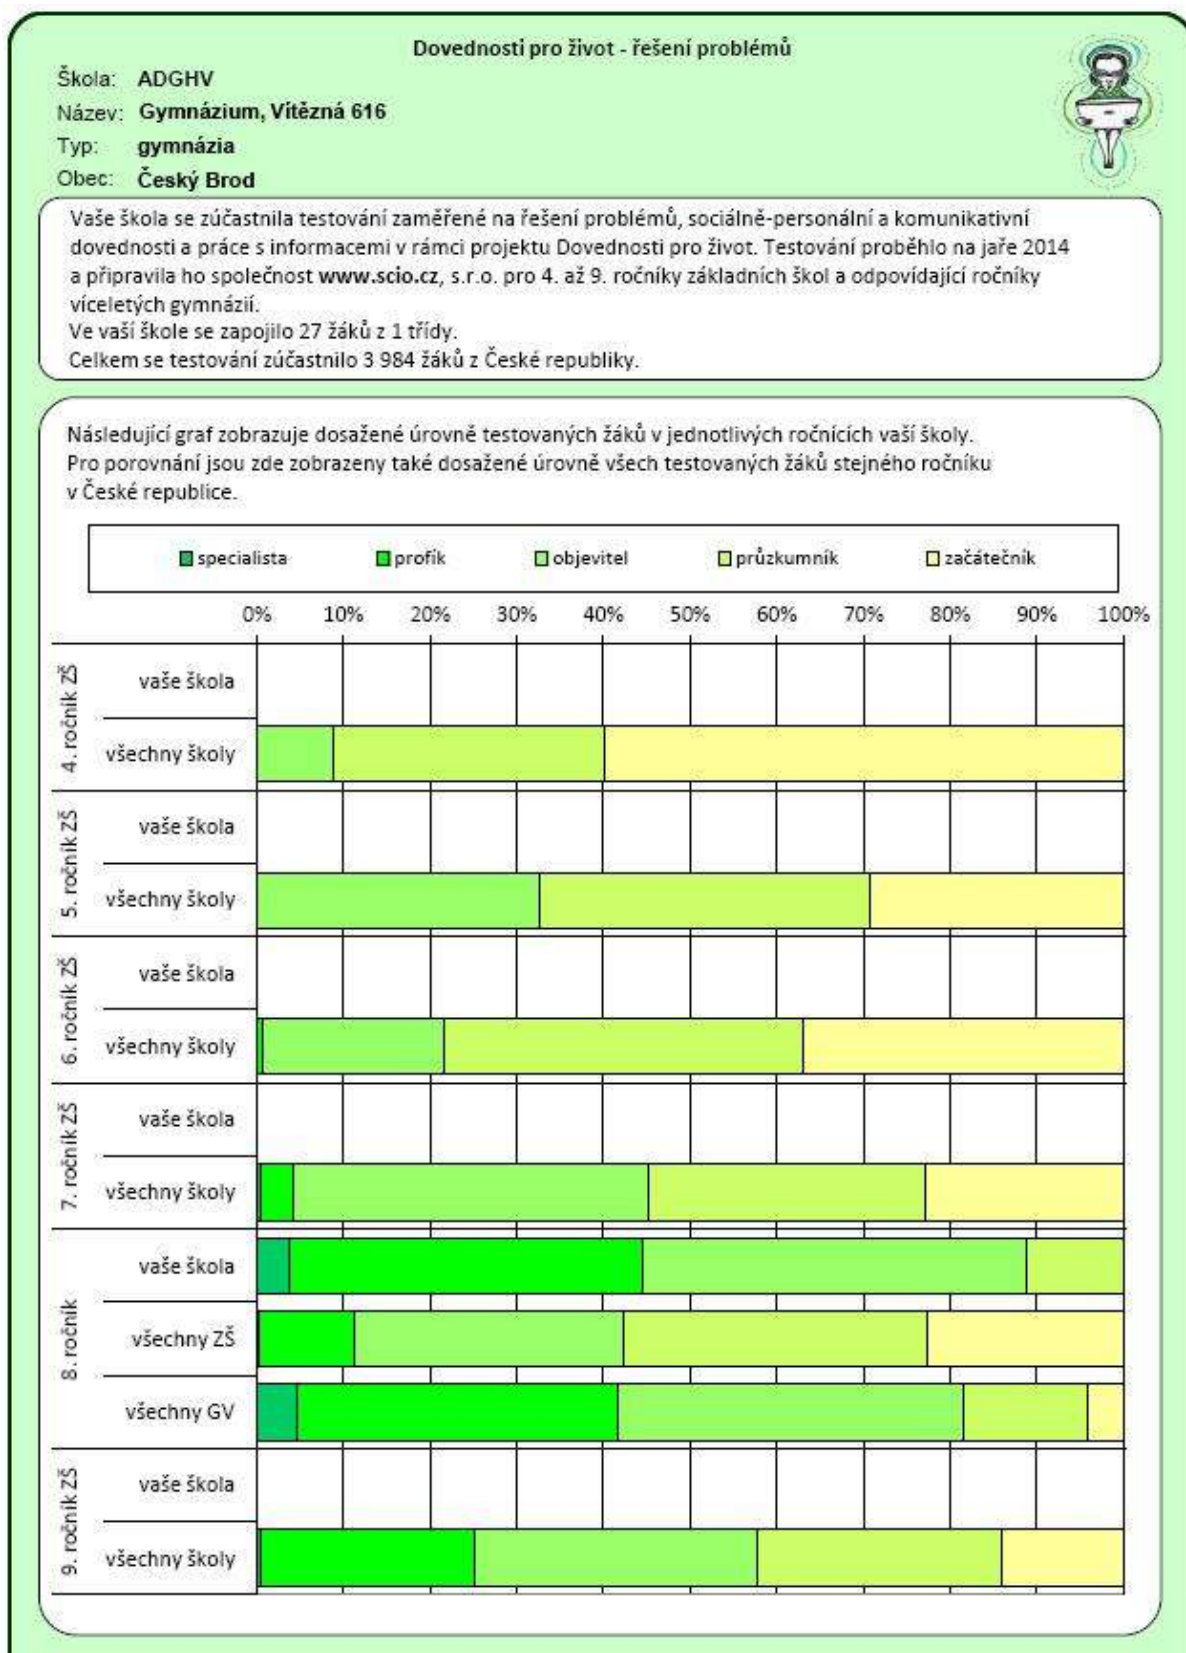 Dovednosti pro život - řešení problémů
Škola: ADGHV
Název: Gymnázium, Vítězná 616
Typ: gymnázia
Obec: Český Brod
Vaše škola se zúčastnila testování zaměřené na řešení problémů, sociálně-personální a komunikativní
dovednosti a práce s informacemi v rámci projektu Dovednosti pro život. Testování proběhlo na jaře 2014
a připravila ho společnost www.scio.cz, s.r.o. pro 4. až 9. ročníky základních škol a odpovídající ročníky
víceletých gymnázií.
Ve vaší škole se zapojilo 27 žáků z 1 třídy.
Celkem se testování zúčastnilo 3 984 žáků z České republiky.
Následující graf zobrazuje dosažené úrovně testovaných žáků v jednotlivých ročnících vaší školy.
Pro porovnání jsou zde zobrazeny také dosažené úrovně všech testovaných žáků stejného ročníku
v České republice.
specialista profík objevitel průzkumník začátečník
0% 10% 20% 30% 40% 50% 60% 70% 80% 90% 100%
4. ročník ZŠ
vaše škola
všechny školy
5. ročník ZŠ
vaše škola
všechny školy
6. ročník ZŠ
vaše škola
všechny školy
7. ročník ZŠ
vaše škola
všechny školy
8. ročník
vaše škola
všechny ZŠ
všechny GV
9. ročník ZŠ
vaše škola
všechny školy